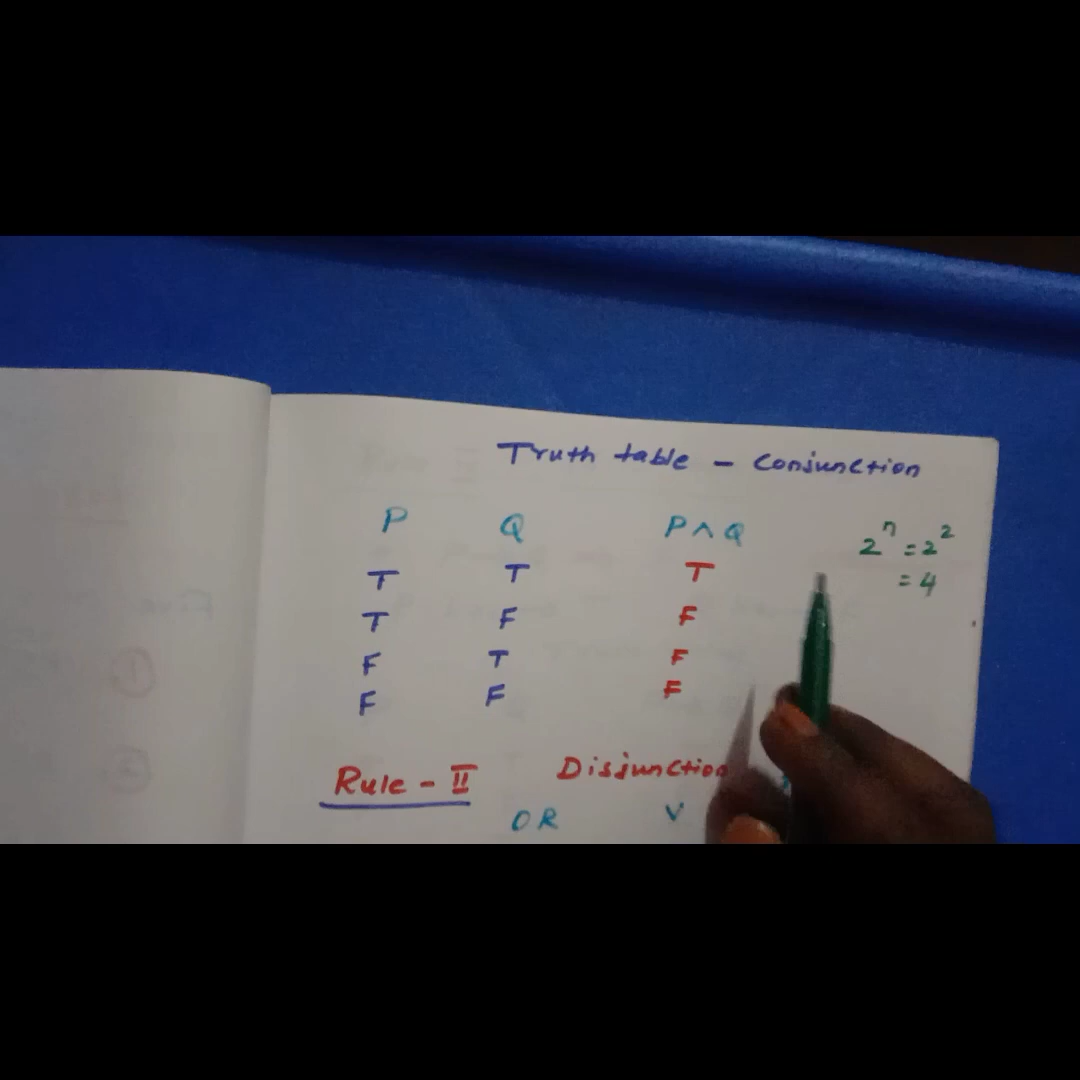 Truth table - Conjunction
P Q P ∧ Q
T T T
T F F
F T F
F F F
2ⁿ = 2²
= 4
Rule - II Disjunction
OR V